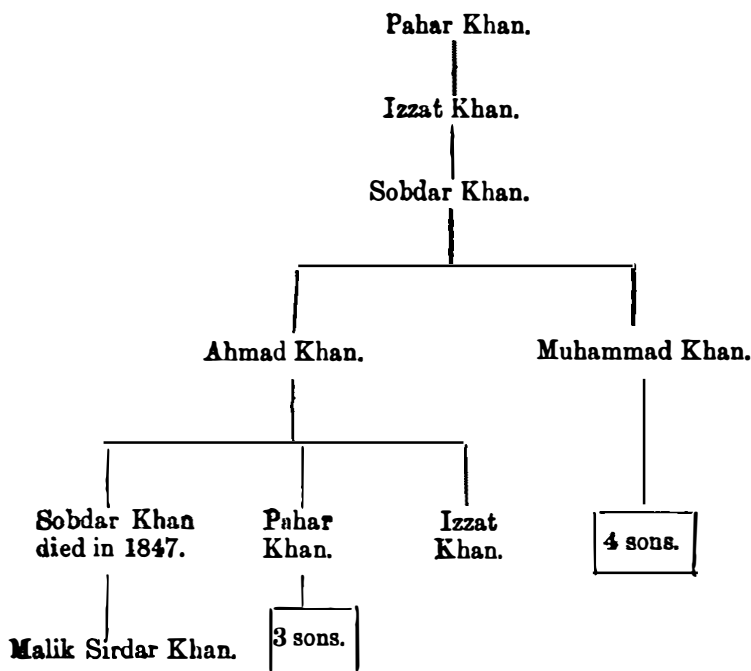 Pahar Khan.
Izzat Khan.
Sobdar Khan.
Ahmad Khan.
Muhammad Khan.
Sobdar Khan
died in 1847.
Pahar
Khan.
Izzat
Khan.
4 sons.
Malik Sirdar Khan.
3 sons.